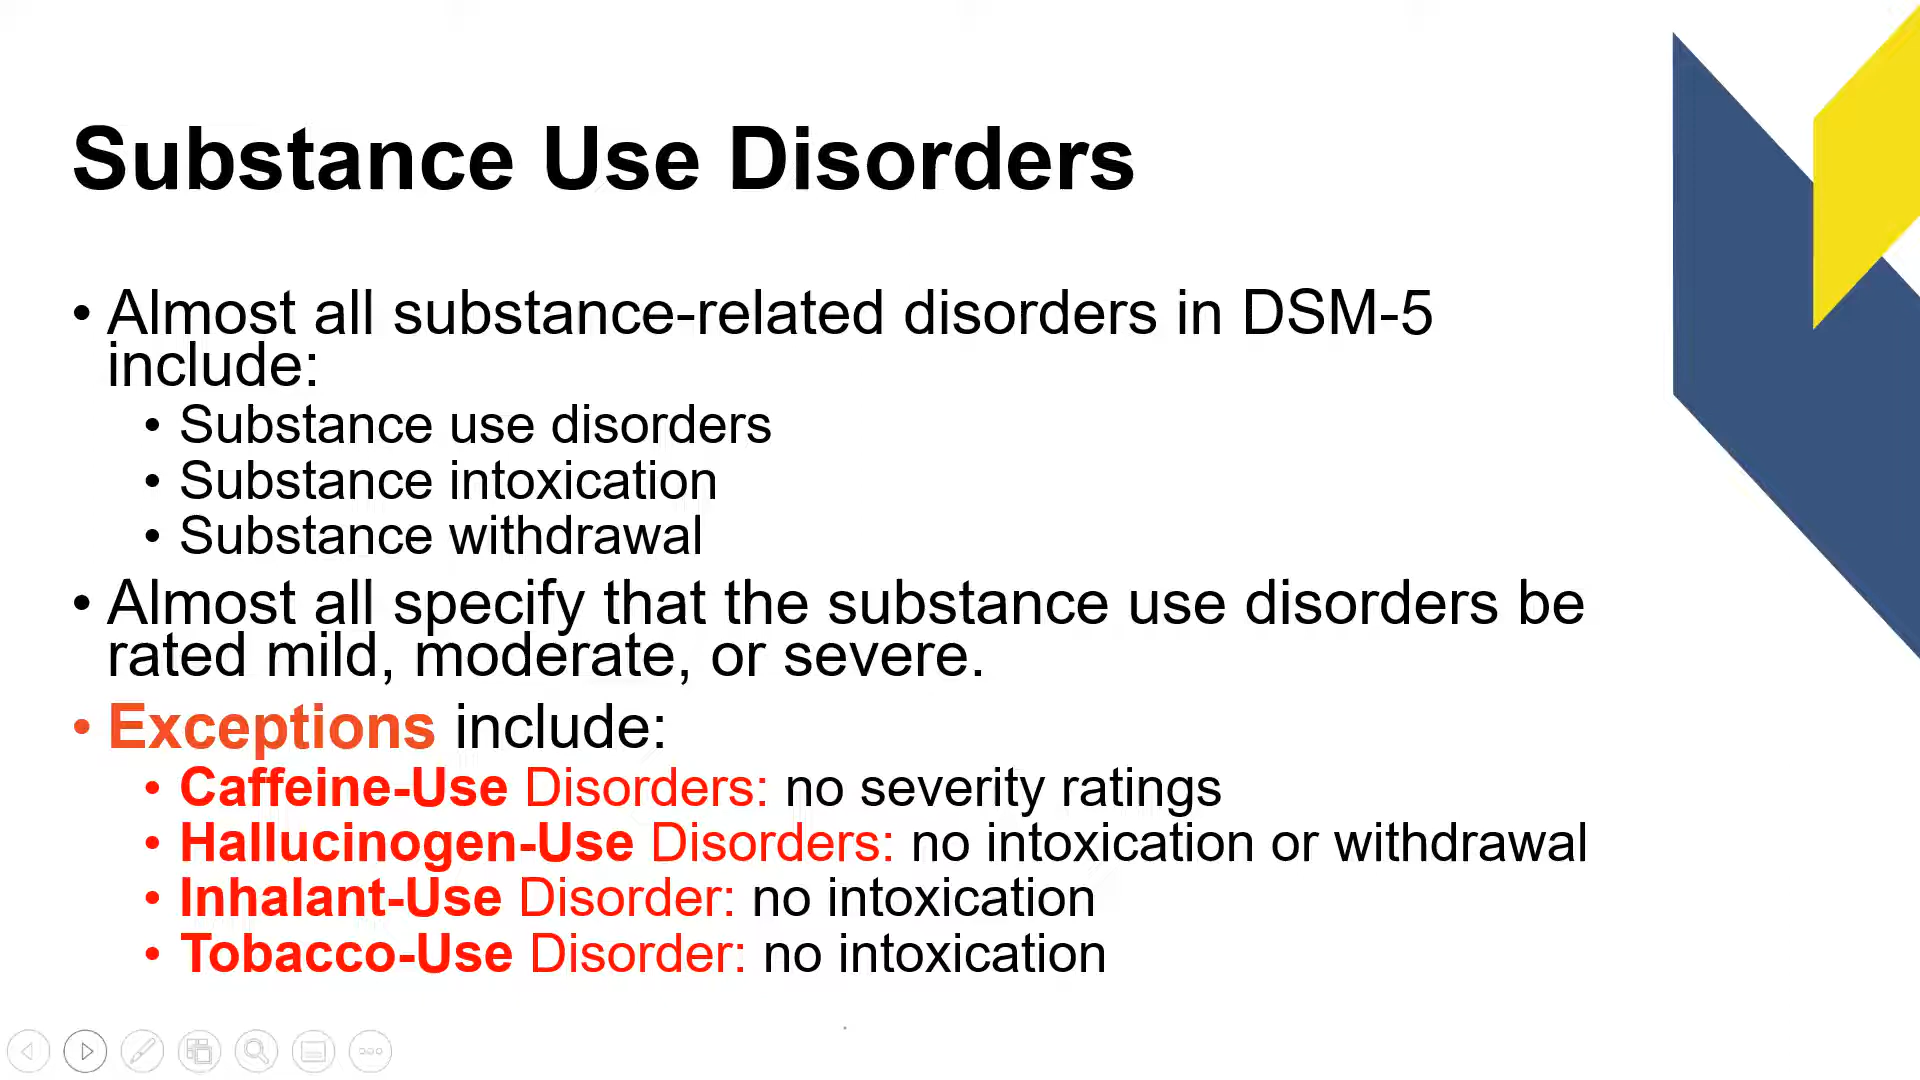 Substance Use Disorders
• Almost all substance-related disorders in DSM-5
include:
• Substance use disorders
• Substance intoxication
• Substance withdrawal
• Almost all specify that the substance use disorders be
rated mild, moderate, or severe.
• Exceptions include:
• Caffeine-Use Disorders: no severity ratings
• Hallucinogen-Use Disorders: no intoxication or withdrawal
• Inhalant-Use Disorder: no intoxication
• Tobacco-Use Disorder: no intoxication